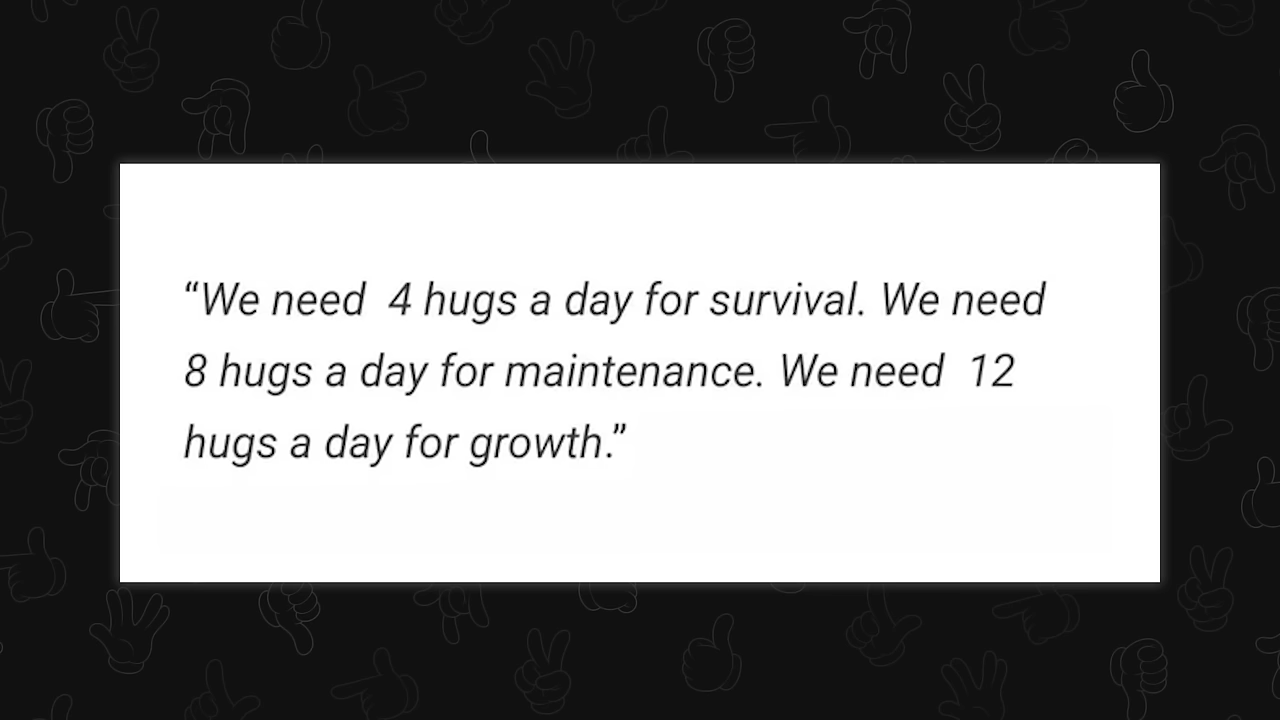 “We need  4 hugs a day for survival. We need
8 hugs a day for maintenance. We need  12
hugs a day for growth.”